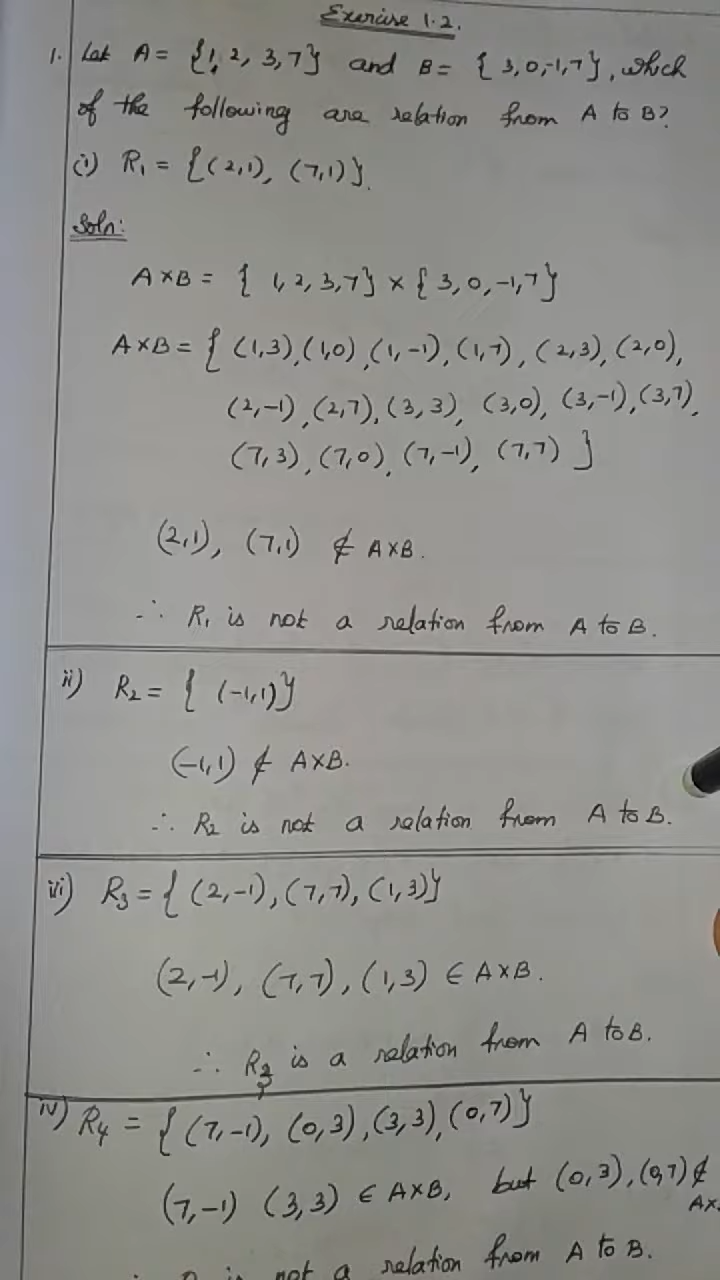 Exercise 1.2.
1. Let A = {1, 2, 3, 7} and B = {3, 0, -1, 7}, which
of the following are relation from A to B?
(i) R₁ = {(2,1), (7,1)}.
Soln:
A×B = {1, 2, 3, 7} × {3, 0, -1, 7}
A×B = {(1,3), (1,0), (1,-1), (1,7), (2,3), (2,0),
(2,-1), (2,7), (3,3), (3,0), (3,-1), (3,7),
(7,3), (7,0), (7,-1), (7,7)}
(2,1), (7,1) ∉ A×B.
∴ R₁ is not a relation from A to B.
ii) R₂ = {(-1,1)}
(-1,1) ∉ A×B.
∴ R₂ is not a relation from A to B.
iii) R₃ = {(2,-1), (7,7), (1,3)}
(2,-1), (7,7), (1,3) ∈ A×B.
∴ R₃ is a relation from A to B.
iv) R₄ = {(7,-1), (0,3), (3,3), (0,7)}
(7,-1) (3,3) ∈ A×B, but (0,3), (0,7) ∉
A×
is not a relation from A to B.